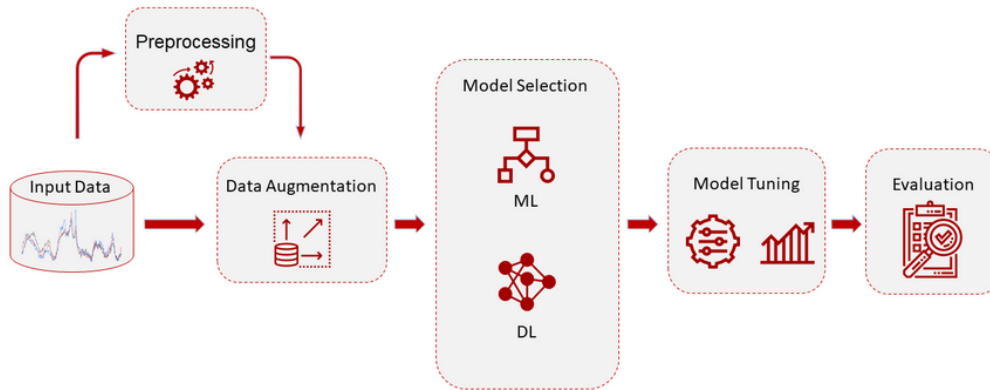 Preprocessing
Input Data
Data Augmentation
Model Selection
ML
DL
Model Tuning
Evaluation